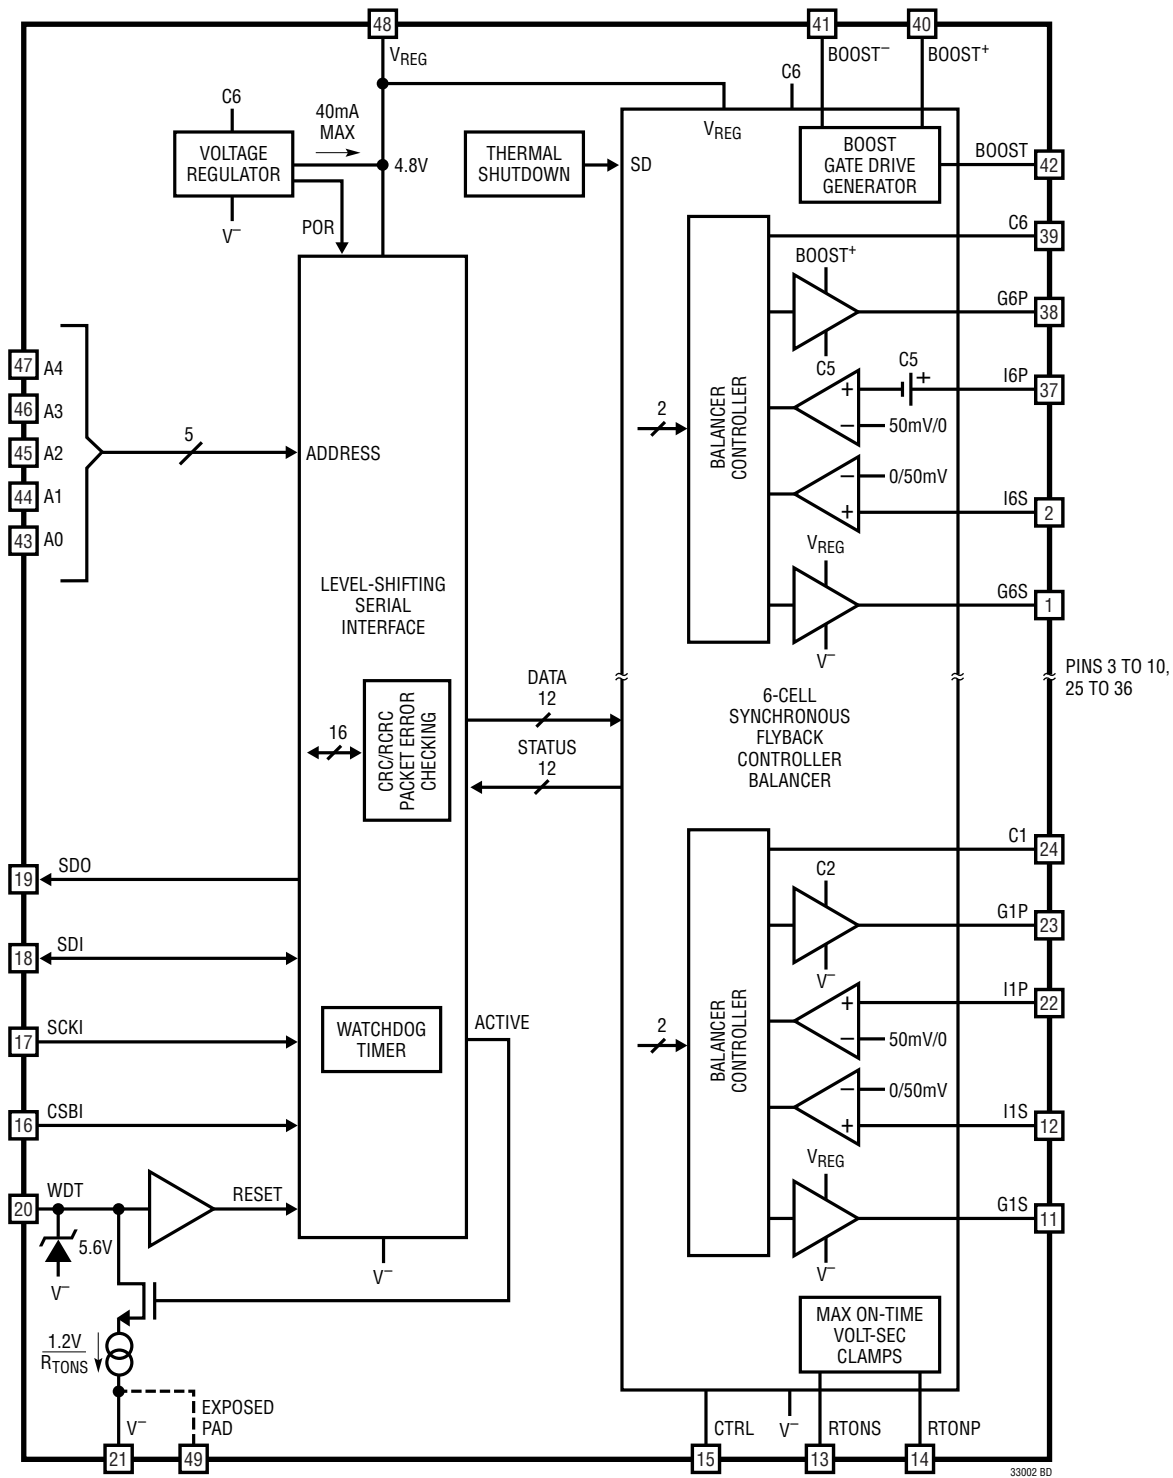 48
41
40
VREG
BOOST–
BOOST+
C6
C6
40mA
MAX
VREG
VOLTAGE
REGULATOR
4.8V
THERMAL
SHUTDOWN
SD
BOOST
GATE DRIVE
GENERATOR
BOOST
42
V–
POR
C6
39
BOOST+
G6P
38
C5
47
A4
46
A3
45
A2
44
A1
43
A0
5
ADDRESS
C5
+
I6P
37
+
–
50mV/0
2
BALANCER
CONTROLLER
–
0/50mV
+
I6S
2
VREG
G6S
1
V–
LEVEL-SHIFTING
SERIAL
INTERFACE
PINS 3 TO 10,
25 TO 36
DATA
12
STATUS
12
16
CRC/RCRC
PACKET ERROR
CHECKING
6-CELL
SYNCHRONOUS
FLYBACK
CONTROLLER
BALANCER
C1
24
19
SDO
C2
G1P
23
V–
18
SDI
I1P
22
+
–
50mV/0
2
BALANCER
CONTROLLER
17
SCKI
WATCHDOG
TIMER
ACTIVE
–
0/50mV
+
I1S
12
16
CSBI
VREG
G1S
11
V–
20
WDT
RESET
5.6V
V–
V–
1.2V
RTONS
MAX ON-TIME
VOLT-SEC
CLAMPS
EXPOSED
PAD
V–
CTRL
V–
RTONS
RTONP
21
49
15
13
14
33002 BD